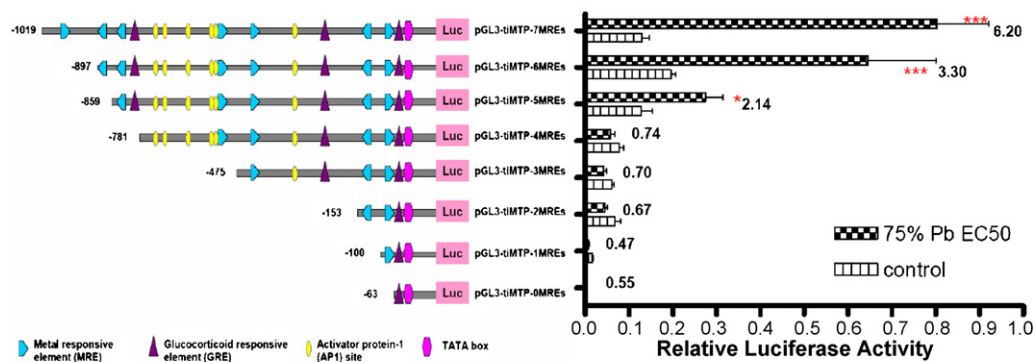 -1019 Luc pGL3-tiMTP-7MREs *** 6.20
-897 Luc pGL3-tiMTP-6MREs *** 3.30
-859 Luc pGL3-tiMTP-5MREs * 2.14
-781 Luc pGL3-tiMTP-4MREs 0.74
-475 Luc pGL3-tiMTP-3MREs 0.70
-153 Luc pGL3-tiMTP-2MREs 0.67
-100 Luc pGL3-tiMTP-1MREs 0.47
-63 Luc pGL3-tiMTP-0MREs 0.55
75% Pb EC50
control
0.0 0.1 0.2 0.3 0.4 0.5 0.6 0.7 0.8 0.9 1.0
Relative Luciferase Activity
Metal responsive
element (MRE)
Glucocorticoid responsive
element (GRE)
Activator protein-1
(AP1) site
TATA box